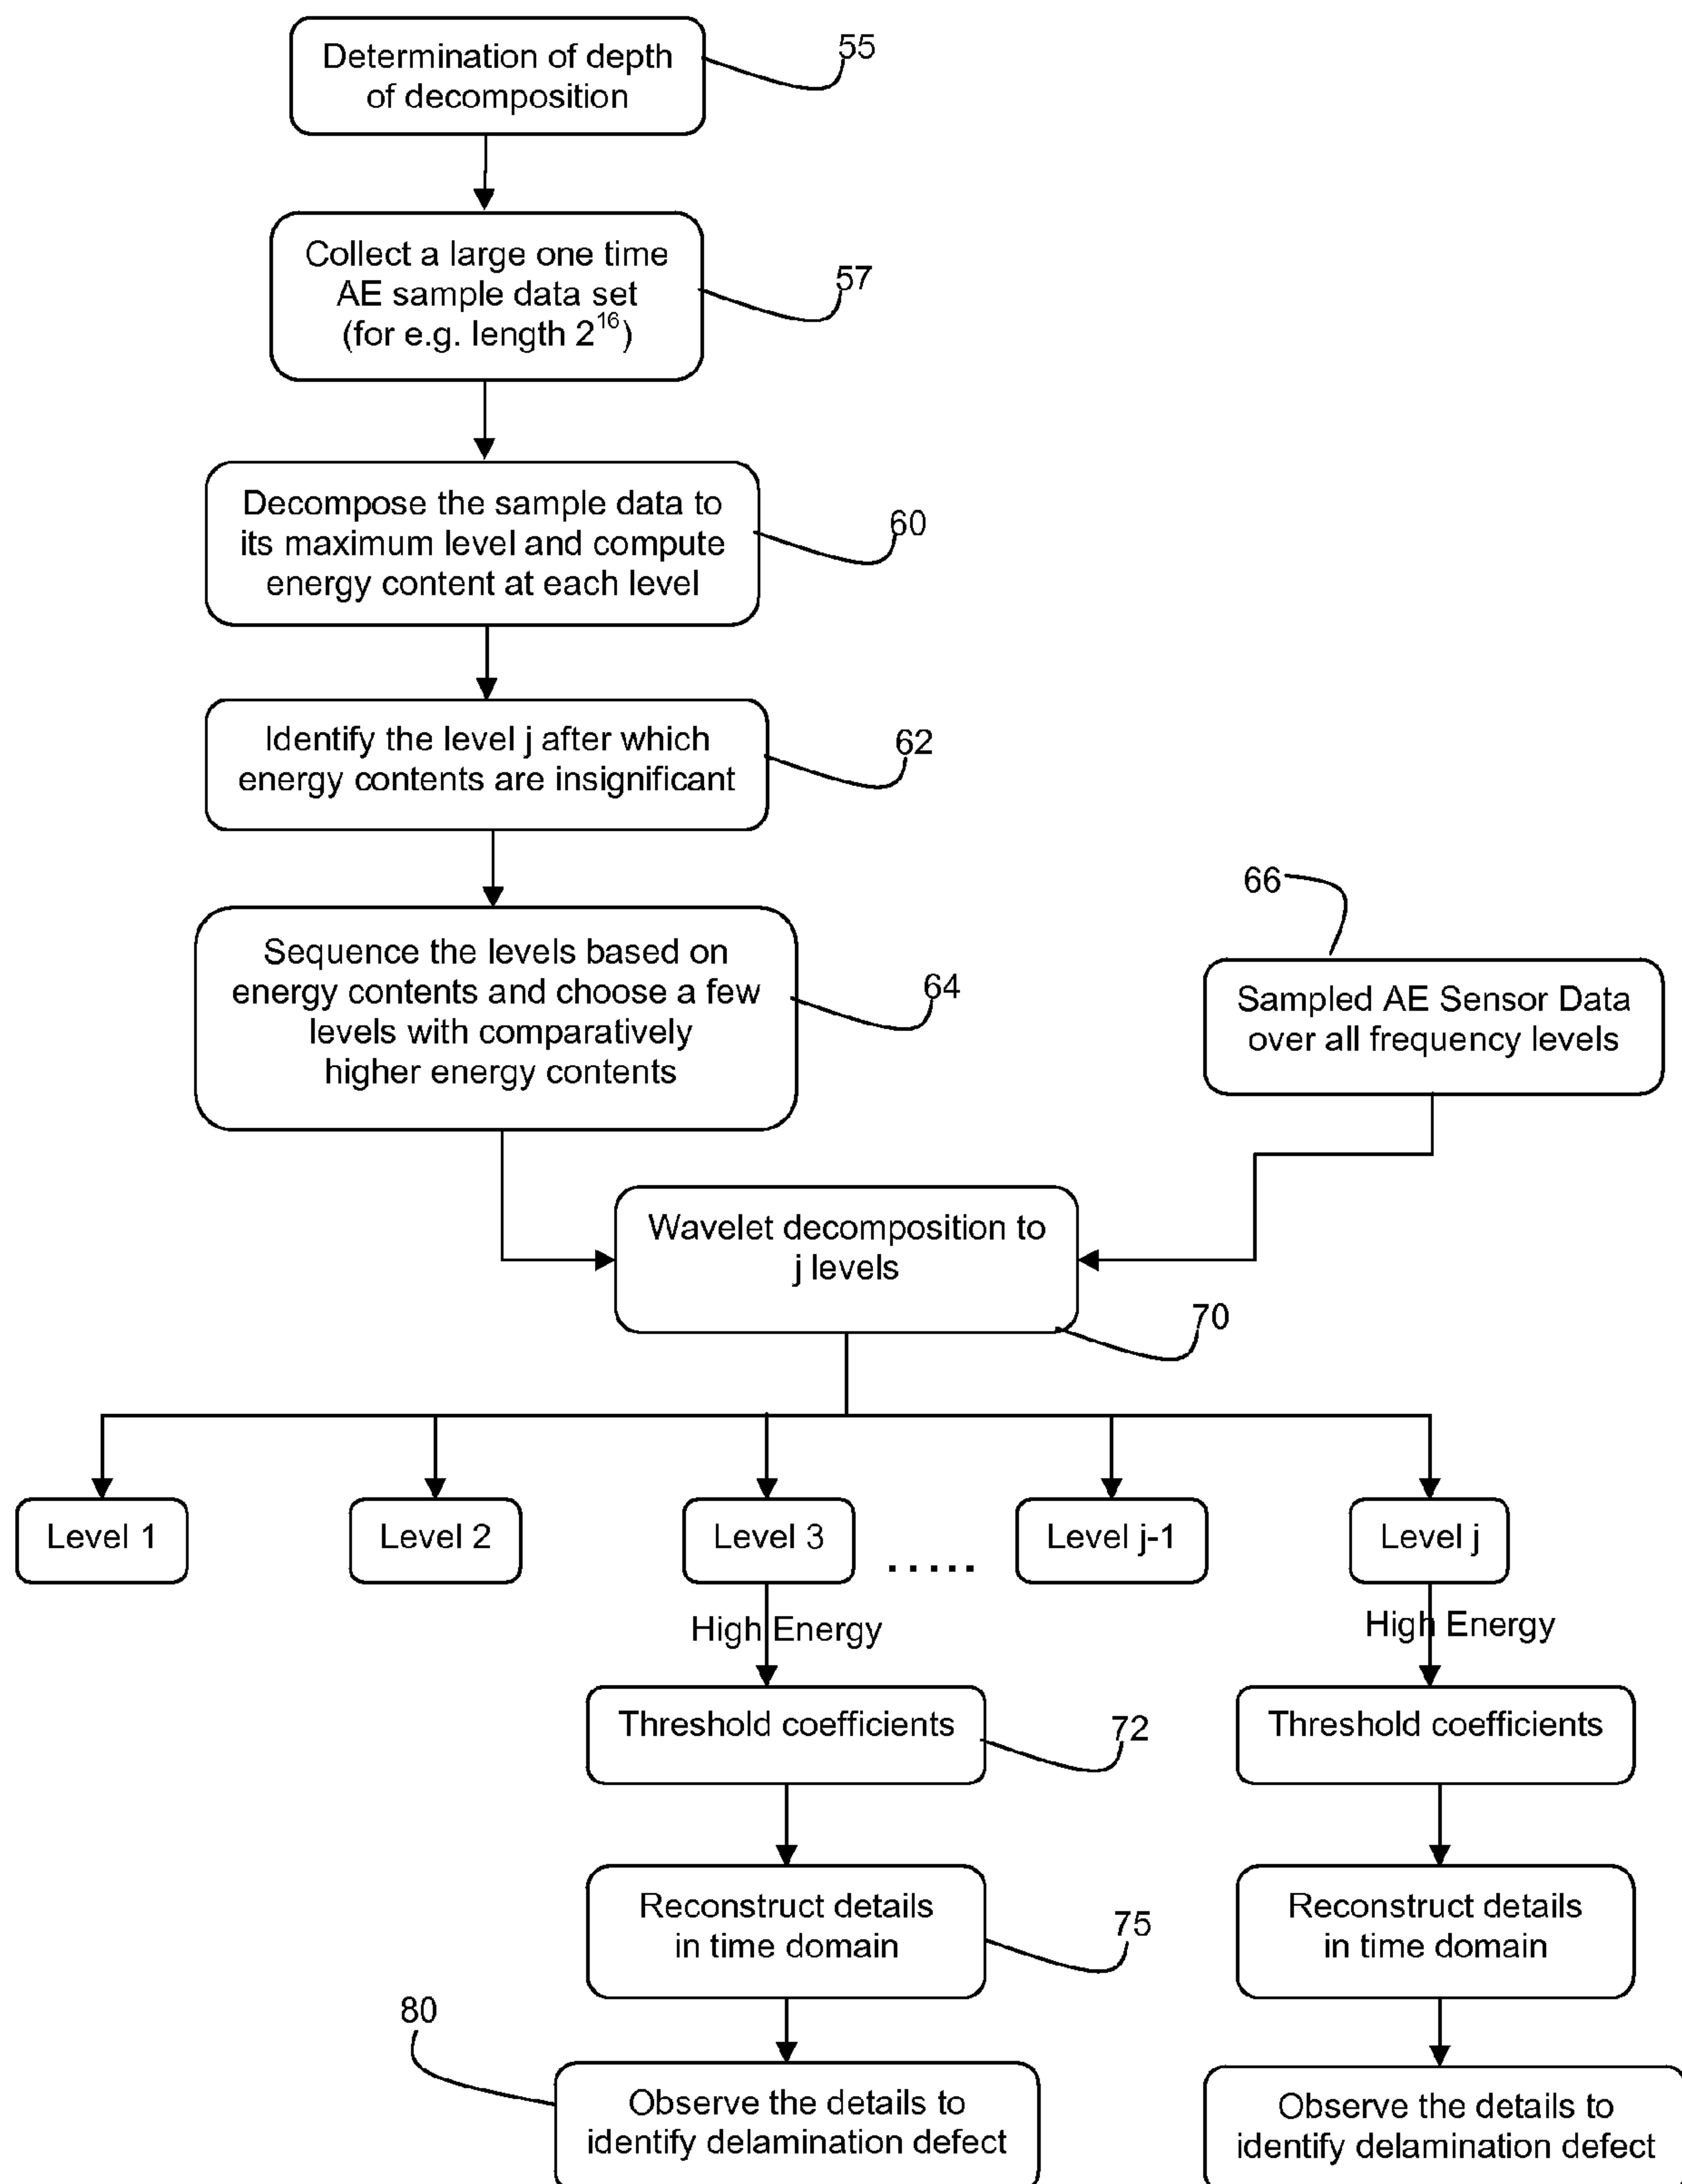 Determination of depth
of decomposition
55
Collect a large one time
AE sample data set
(for e.g. length 2^16)
57
Decompose the sample data to
its maximum level and compute
energy content at each level
60
Identify the level j after which
energy contents are insignificant
62
Sequence the levels based on
energy contents and choose a few
levels with comparatively
higher energy contents
64
66
Sampled AE Sensor Data
over all frequency levels
Wavelet decomposition to
j levels
70
Level 1
Level 2
Level 3
.....
Level j-1
Level j
High Energy
High Energy
Threshold coefficients
72
Threshold coefficients
Reconstruct details
in time domain
75
Reconstruct details
in time domain
80
Observe the details to
identify delamination defect
Observe the details to
identify delamination defect